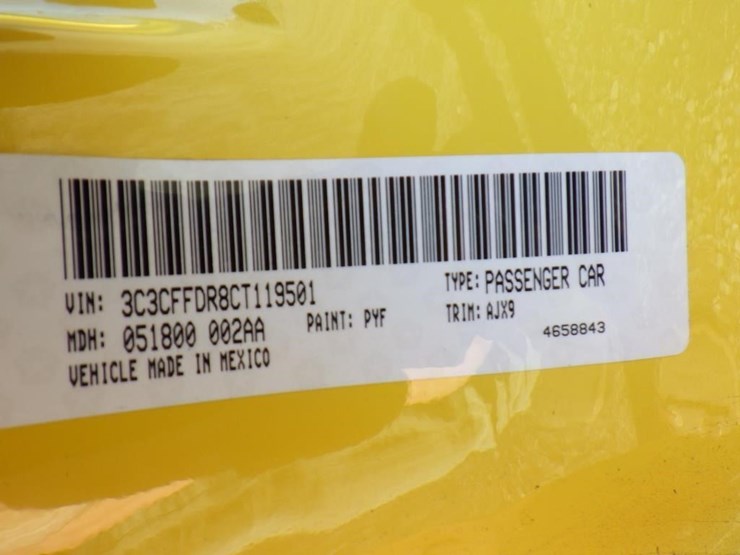 VIN: 3C3CFFDR8CT119501 TYPE: PASSENGER CAR
MDH: 051800 002AA PAINT: PYF TRIM: AJX9
VEHICLE MADE IN MEXICO 4658843